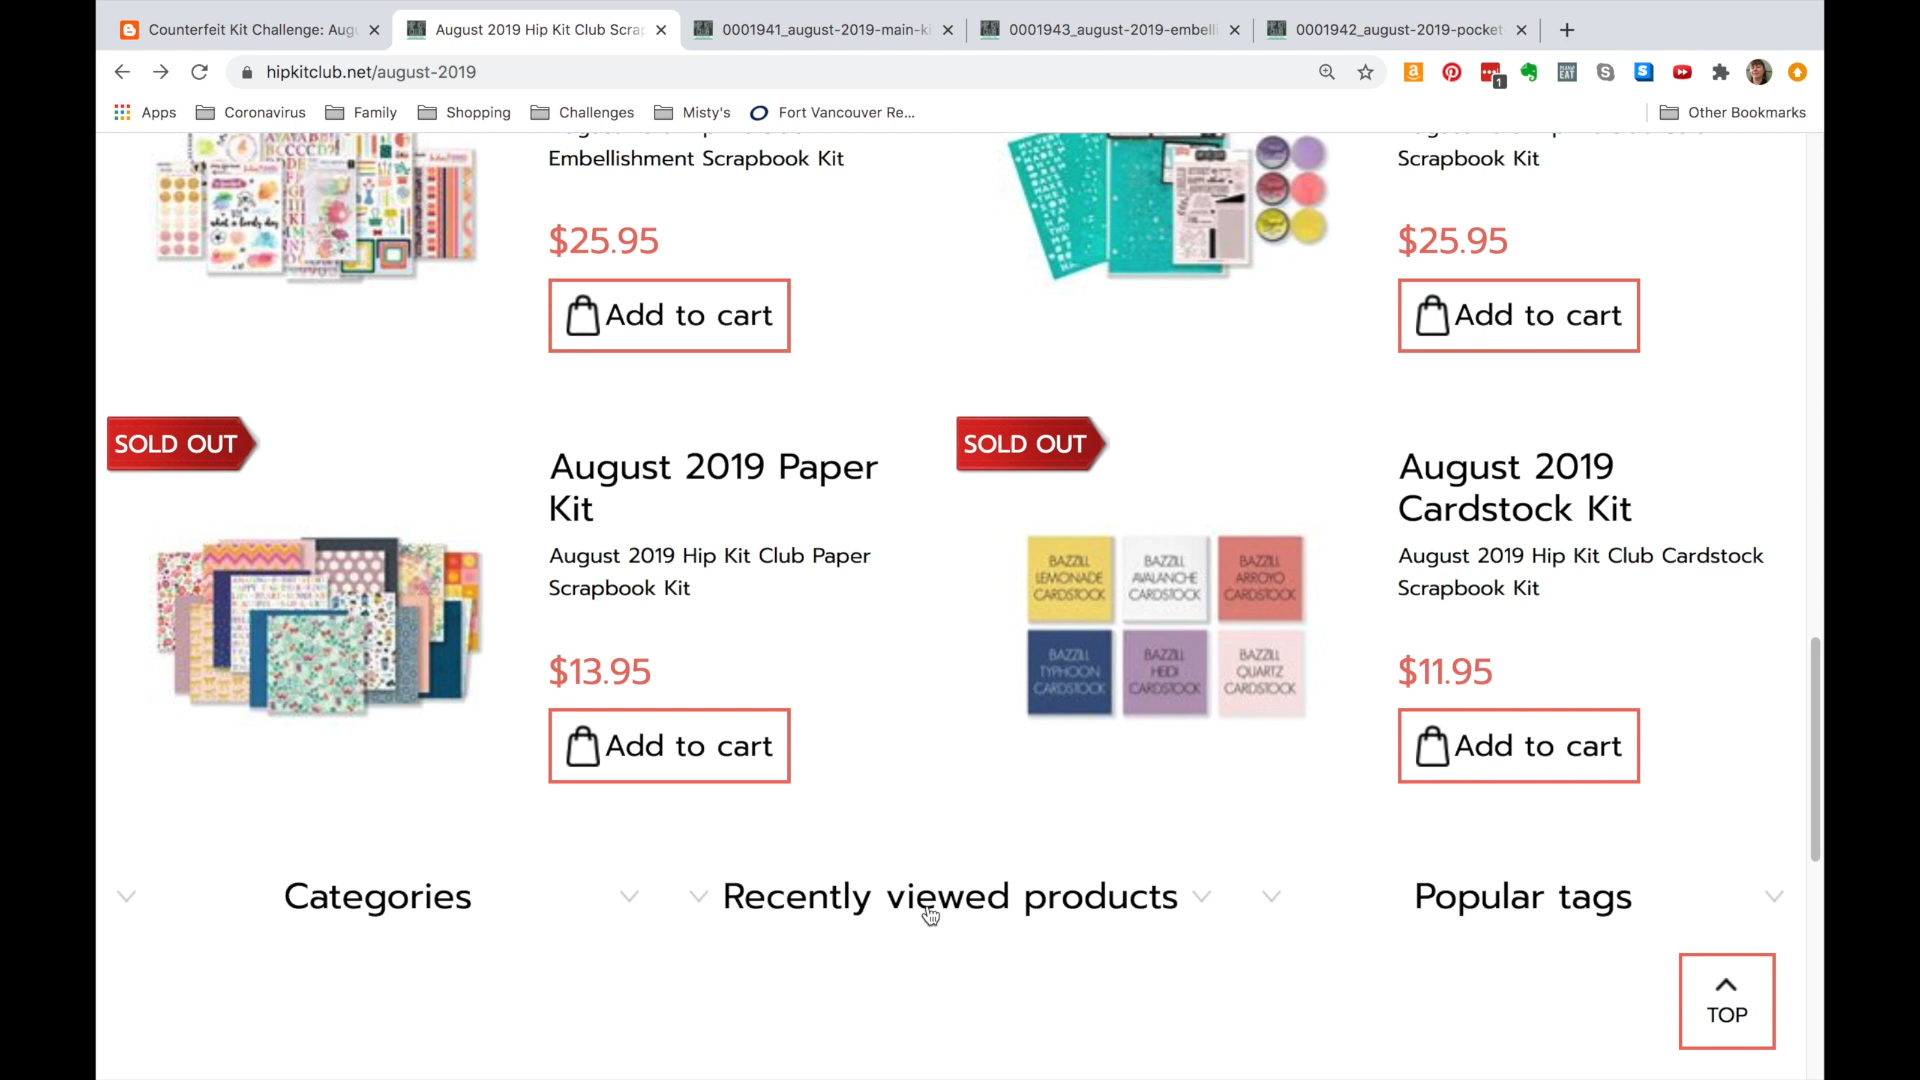 Counterfeit Kit Challenge: Aug
August 2019 Hip Kit Club Scra
0001941_august-2019-main-ki
0001943_august-2019-embell
0001942_august-2019-pocket
hipkitclub.net/august-2019
1
Apps
Coronavirus
Family
Shopping
Challenges
Misty's
Fort Vancouver Re...
Other Bookmarks
Embellishment Scrapbook Kit
Scrapbook Kit
$25.95
$25.95
Add to cart
Add to cart
SOLD OUT
SOLD OUT
August 2019 Paper
Kit
August 2019 Hip Kit Club Paper
Scrapbook Kit
$13.95
Add to cart
BAZZILL
LEMONADE
CARDSTOCK
BAZZILL
AVALANCHE
CARDSTOCK
BAZZILL
ARROYO
CARDSTOCK
BAZZILL
TYPHOON
CARDSTOCK
BAZZILL
HEIDI
CARDSTOCK
BAZZILL
QUARTZ
CARDSTOCK
August 2019
Cardstock Kit
August 2019 Hip Kit Club Cardstock
Scrapbook Kit
$11.95
Add to cart
Categories
Recently viewed products
Popular tags
TOP